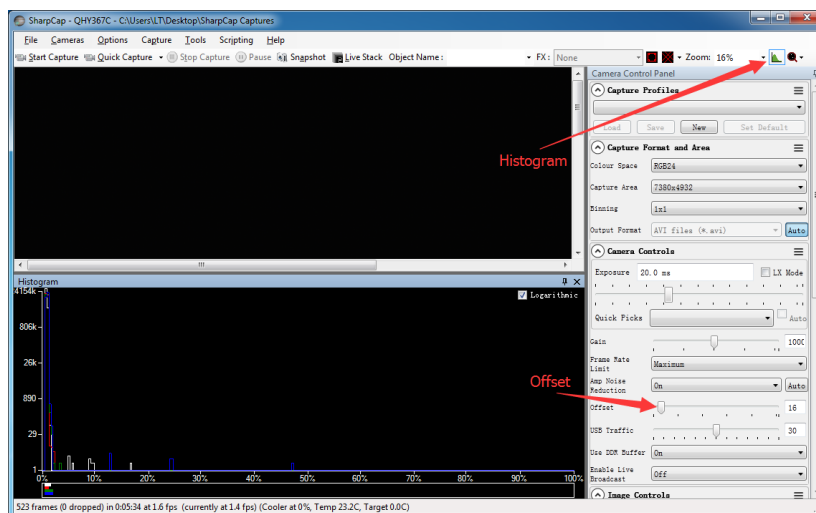 SharpCap - QHY367C - C:\Users\LT\Desktop\SharpCap Captures
File Cameras Options Capture Tools Scripting Help
Start Capture Quick Capture Stop Capture Pause Snapshot Live Stack Object Name : FX : None Zoom: 16%
Camera Control Panel
Capture Profiles
Load Save New Set Default
Histogram
Capture Format and Area
Colour Space RGB24
Capture Area 7380x4932
Binning 1x1
Output Format AVI files (*.avi) Auto
Camera Controls
Exposure 20.0 ms LX Mode
Quick Picks Auto
Gain 1000
Frame Rate Limit Maximum
Amp Noise Reduction On Auto
Offset
Offset 16
USB Traffic 30
Use DDR Buffer On
Enable Live Broadcast Off
Image Controls
Histogram
Logarithmic
4154k
806k
26k
890
29
1
0% 10% 20% 30% 40% 50% 60% 70% 80% 90% 100%
523 frames (0 dropped) in 0:05:34 at 1.6 fps (currently at 1.4 fps) (Cooler at 0%, Temp 23.2C, Target 0.0C)